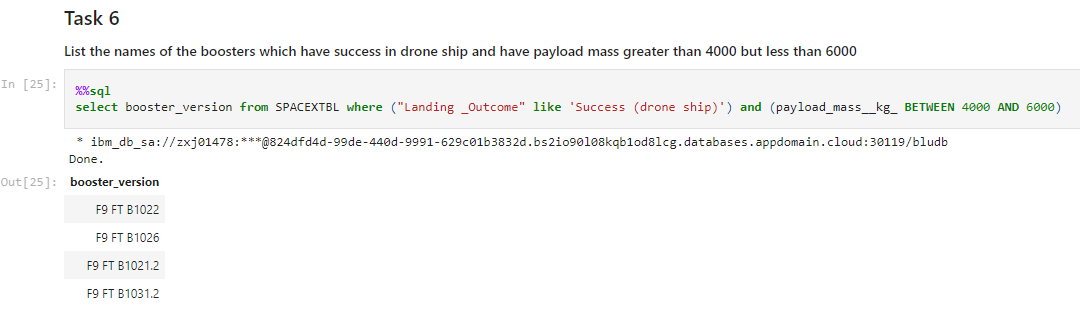 Task 6
List the names of the boosters which have success in drone ship and have payload mass greater than 4000 but less than 6000
In [25]:
%%sql
select booster_version from SPACEXTBL where ("Landing _Outcome" like 'Success (drone ship)') and (payload_mass__kg_ BETWEEN 4000 AND 6000)
* ibm_db_sa://zxj01478:***@824dfd4d-99de-440d-9991-629c01b3832d.bs2io90l08kqb1od8lcg.databases.appdomain.cloud:30119/bludb
Done.
Out[25]:
booster_version
F9 FT B1022
F9 FT B1026
F9 FT B1021.2
F9 FT B1031.2